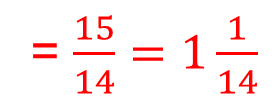 = 15/14 = 1 1/14